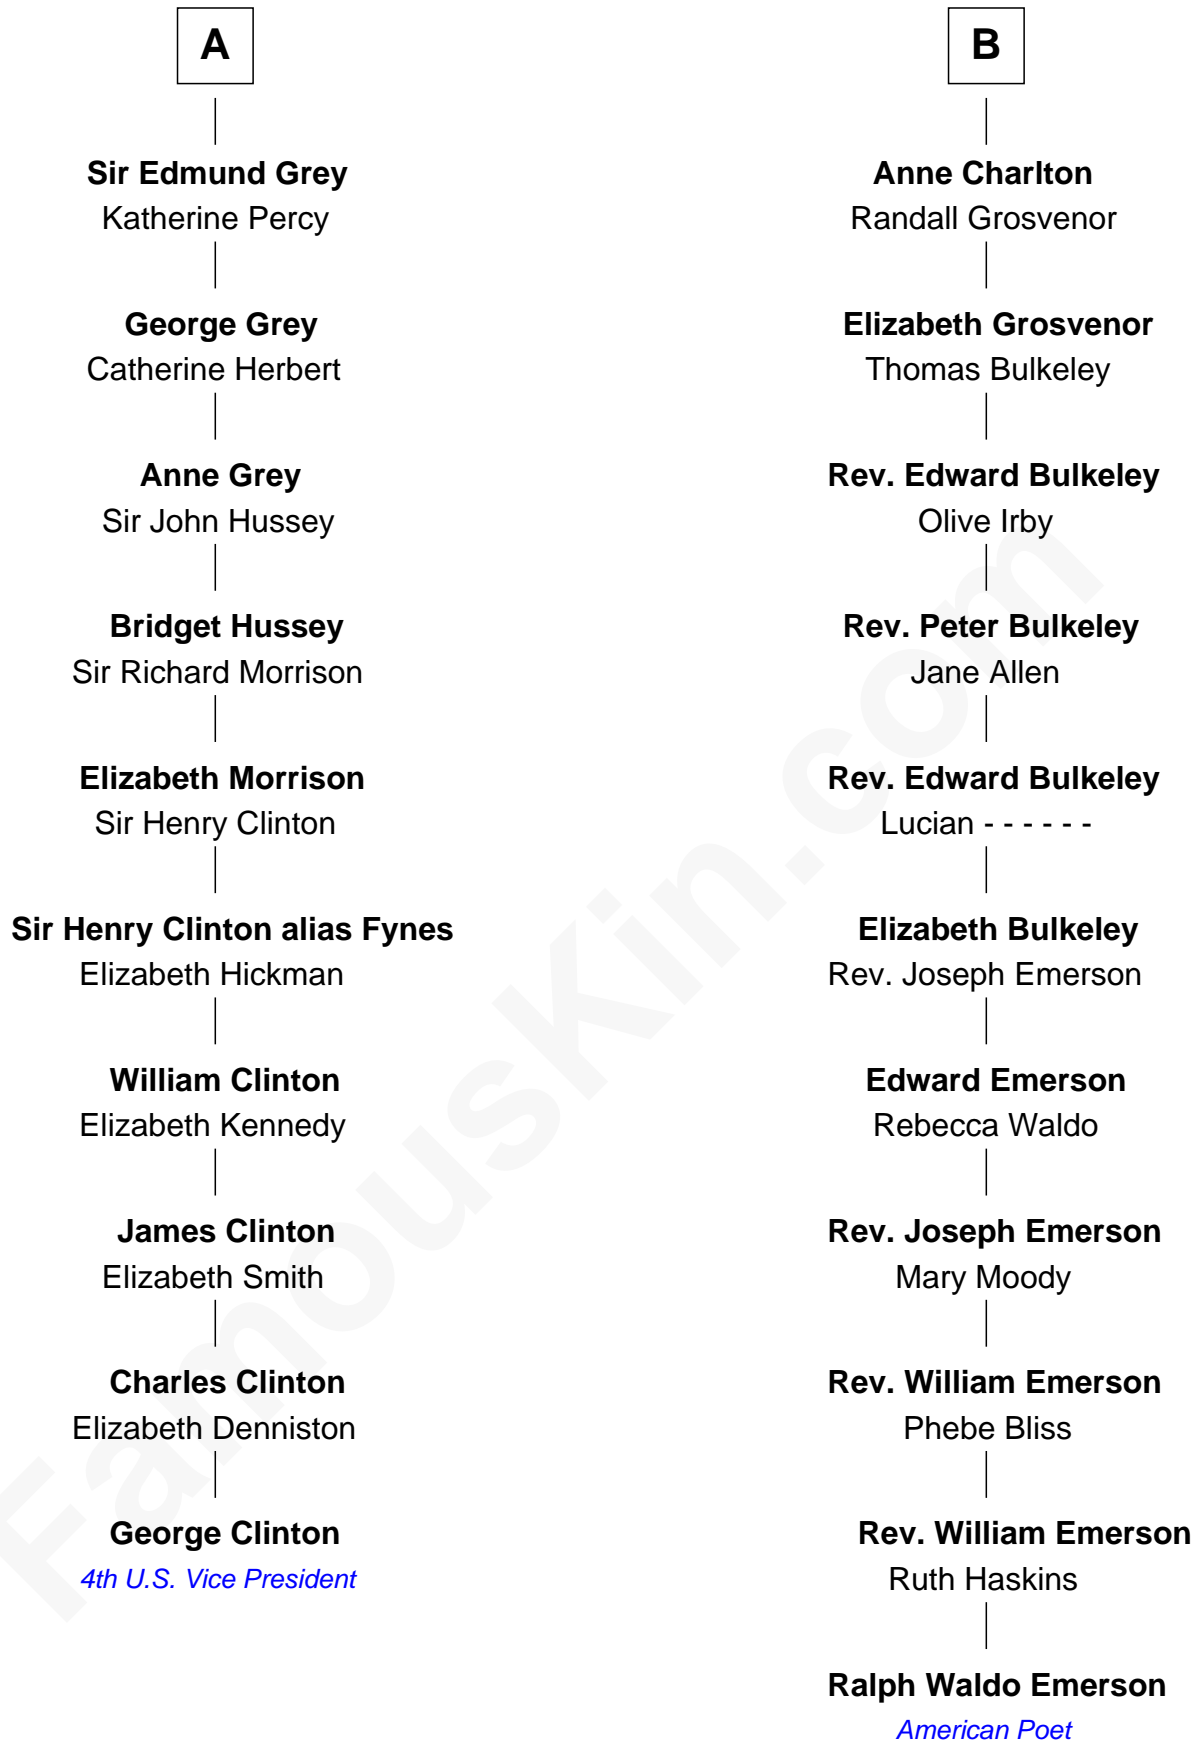 A
Sir Edmund Grey
Katherine Percy
George Grey
Catherine Herbert
Anne Grey
Sir John Hussey
Bridget Hussey
Sir Richard Morrison
Elizabeth Morrison
Sir Henry Clinton
Sir Henry Clinton alias Fynes
Elizabeth Hickman
William Clinton
Elizabeth Kennedy
James Clinton
Elizabeth Smith
Charles Clinton
Elizabeth Denniston
George Clinton
4th U.S. Vice President
B
Anne Charlton
Randall Grosvenor
Elizabeth Grosvenor
Thomas Bulkeley
Rev. Edward Bulkeley
Olive Irby
Rev. Peter Bulkeley
Jane Allen
Rev. Edward Bulkeley
Lucian - - - - - -
Elizabeth Bulkeley
Rev. Joseph Emerson
Edward Emerson
Rebecca Waldo
Rev. Joseph Emerson
Mary Moody
Rev. William Emerson
Phebe Bliss
Rev. William Emerson
Ruth Haskins
Ralph Waldo Emerson
American Poet
FamousKin.com